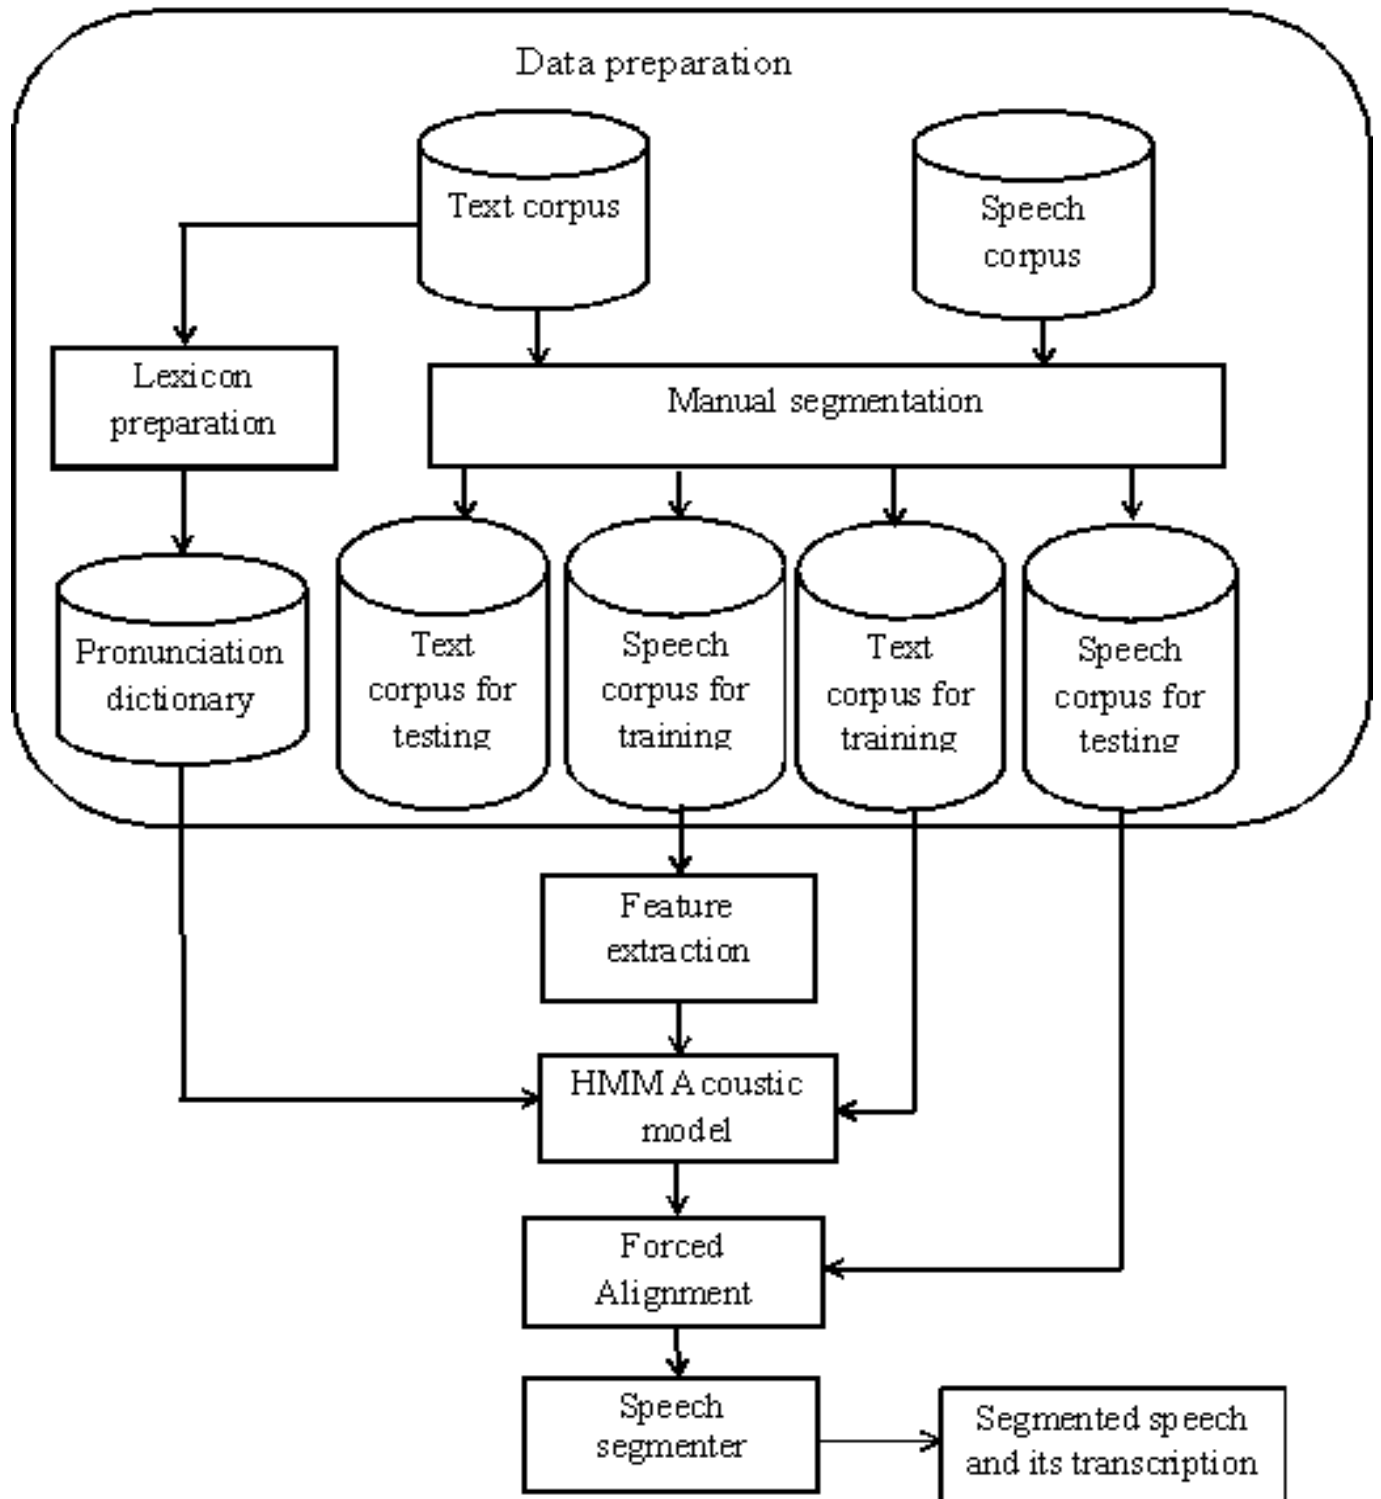 Data preparation
Text corpus
Speech
corpus
Lexicon
preparation
Manual segmentation
Pronunciation
dictionary
Text
corpus for
testing
Speech
corpus for
training
Text
corpus for
training
Speech
corpus for
testing
Feature
extraction
HMM Acoustic
model
Forced
Alignment
Speech
segmenter
Segmented speech
and its transcription